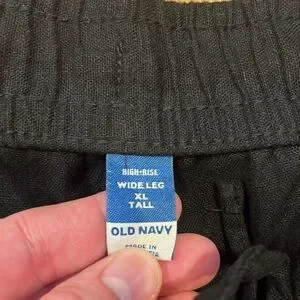 HIGH-RISE
WIDE LEG
XL
TALL
OLD NAVY
MADE IN